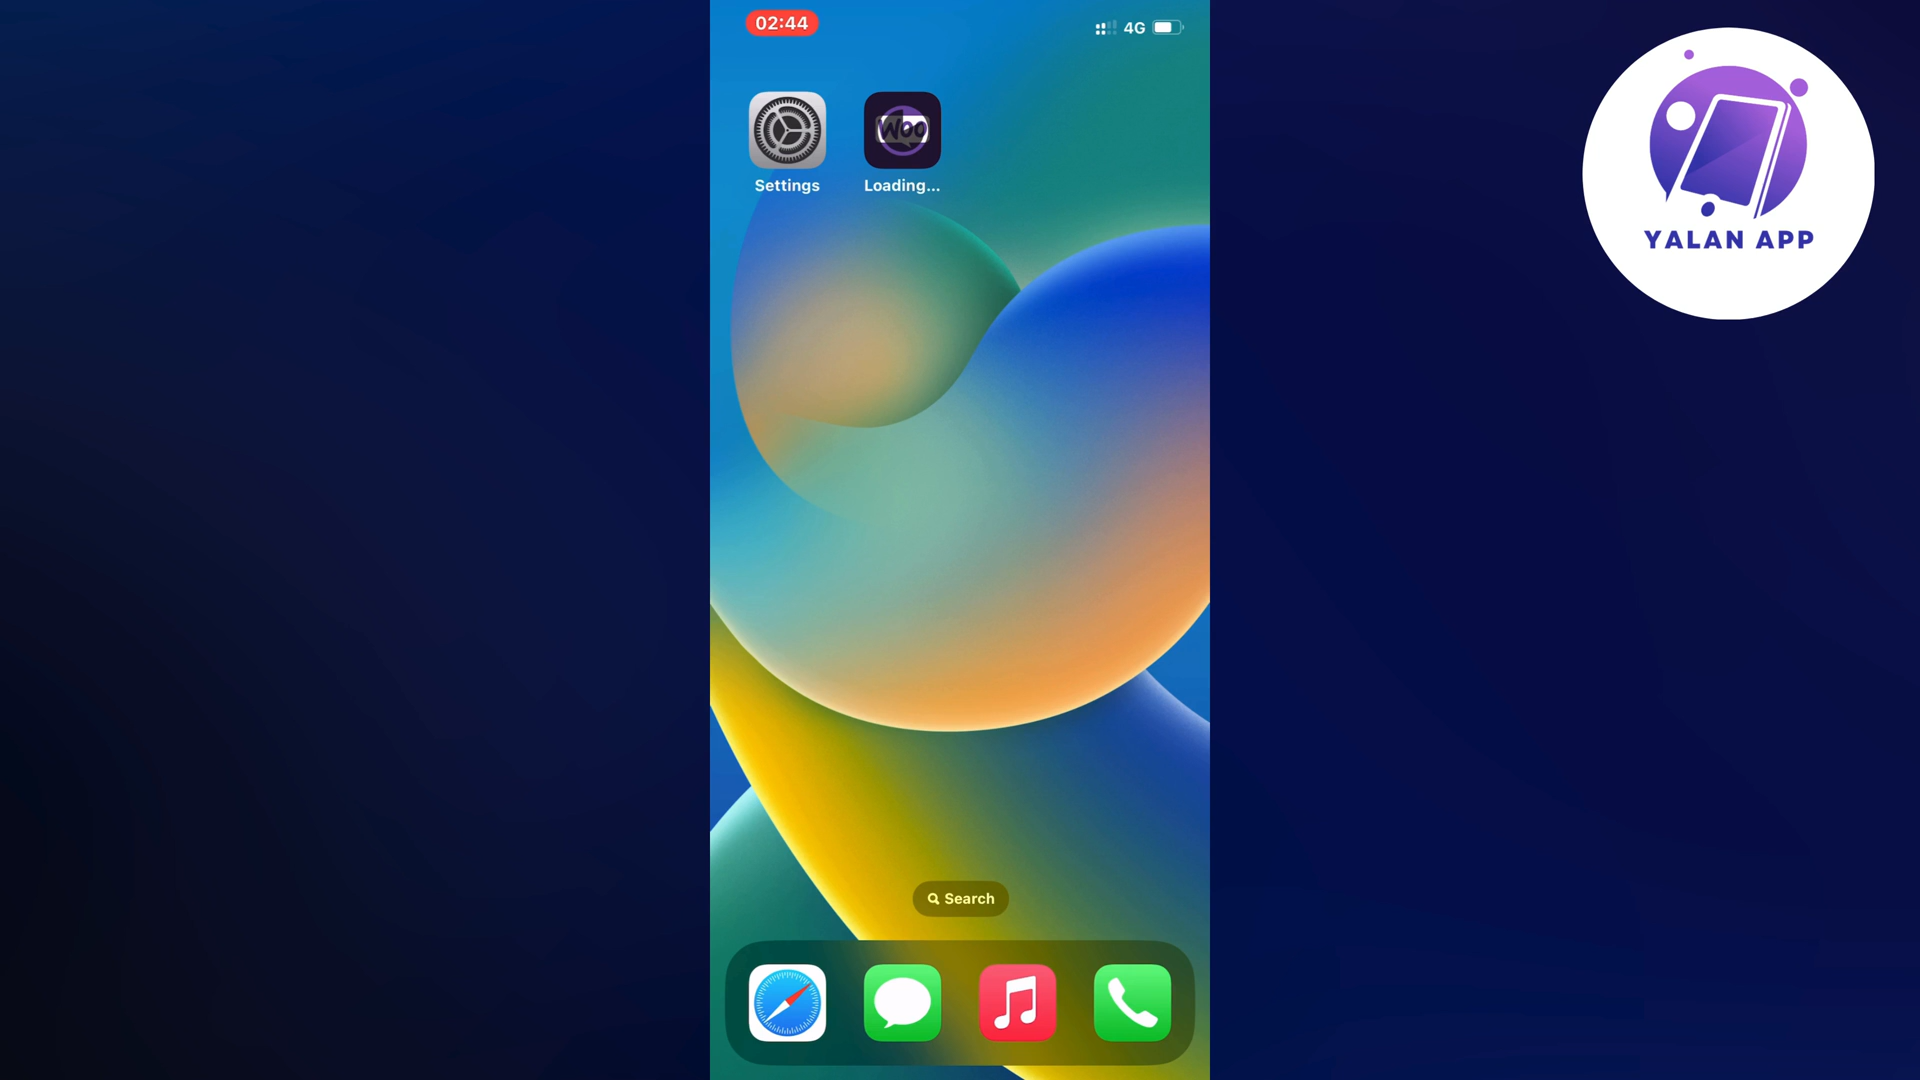 02:44
4G
Woo
Settings
Loading...
YALAN APP
Search